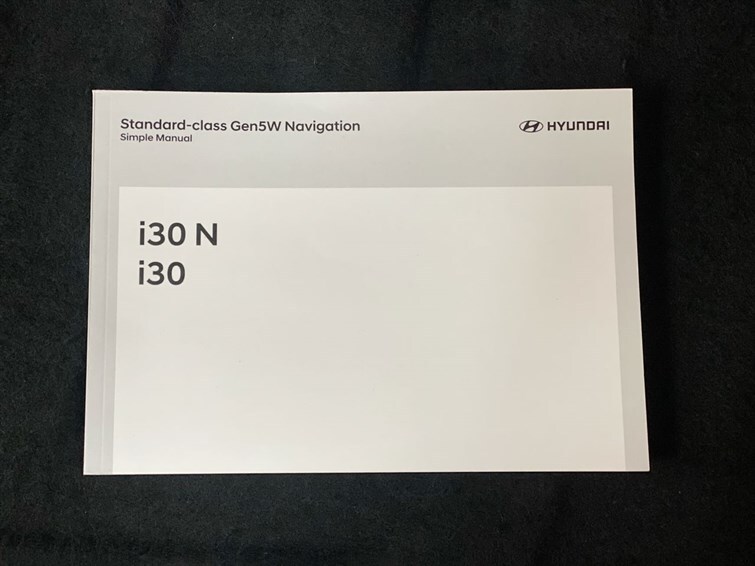 Standard-class Gen5W Navigation
Simple Manual
HYUNDAI
i30 N
i30